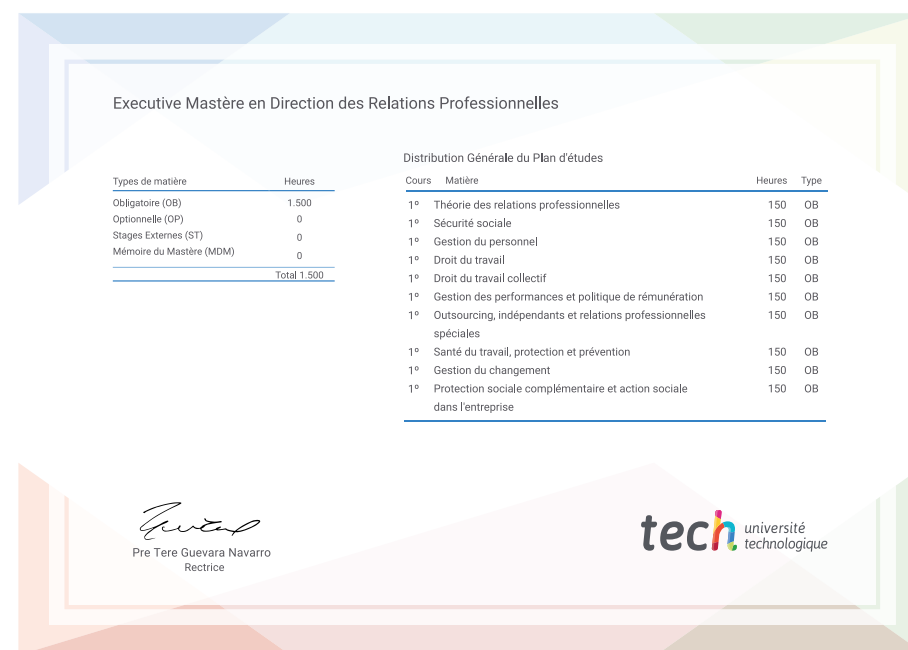 Executive Mastère en Direction des Relations Professionnelles
Types de matière Heures
Obligatoire (OB) 1.500
Optionnelle (OP) 0
Stages Externes (ST) 0
Mémoire du Mastère (MDM) 0
Total 1.500
Distribution Générale du Plan d'études
Cours Matière Heures Type
1º Théorie des relations professionnelles 150 OB
1º Sécurité sociale 150 OB
1º Gestion du personnel 150 OB
1º Droit du travail 150 OB
1º Droit du travail collectif 150 OB
1º Gestion des performances et politique de rémunération 150 OB
1º Outsourcing, indépendants et relations professionnelles 150 OB
spéciales
1º Santé du travail, protection et prévention 150 OB
1º Gestion du changement 150 OB
1º Protection sociale complémentaire et action sociale 150 OB
dans l'entreprise
Pre Tere Guevara Navarro
Rectrice
tech université
technologique